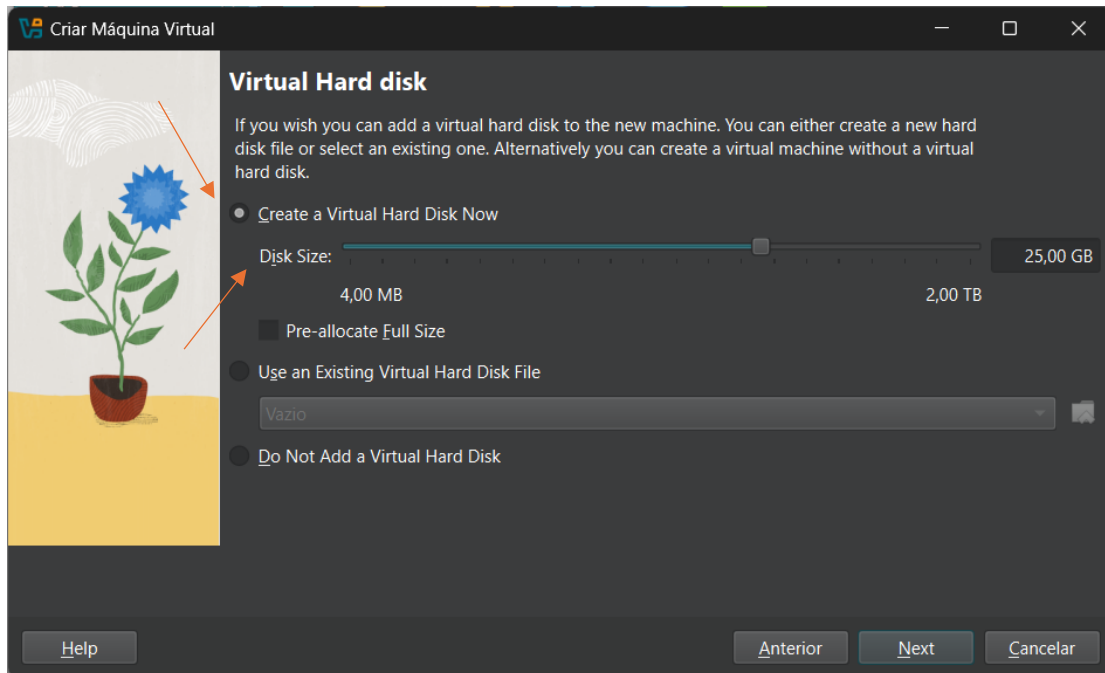 Criar Máquina Virtual
Virtual Hard disk
If you wish you can add a virtual hard disk to the new machine. You can either create a new hard
disk file or select an existing one. Alternatively you can create a virtual machine without a virtual
hard disk.
Create a Virtual Hard Disk Now
Disk Size:
25,00 GB
4,00 MB
2,00 TB
Pre-allocate Full Size
Use an Existing Virtual Hard Disk File
Vazio
Do Not Add a Virtual Hard Disk
Help
Anterior
Next
Cancelar